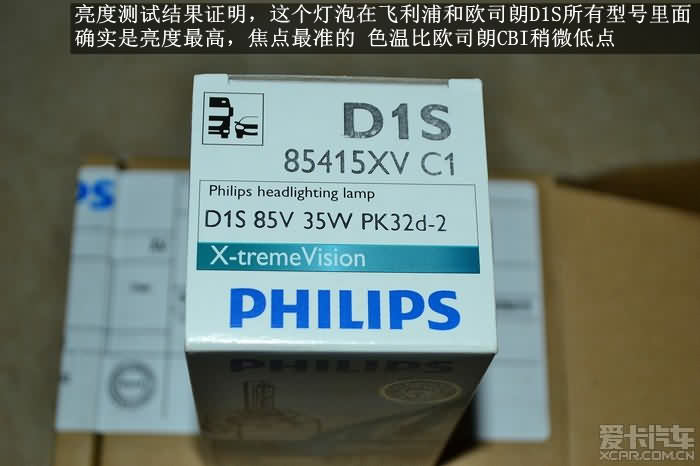 亮度测试结果证明，这个灯泡在飞利浦和欧司朗D1S所有型号里面
确实是亮度最高，焦点最准的 色温比欧司朗CBI稍微低点
D1S
85415XV C1
Philips headlighting lamp
D1S 85V 35W PK32d-2
X-tremeVision
PHILIPS
PHILIPS
PS
爱卡汽车
XCAR.COM.CN